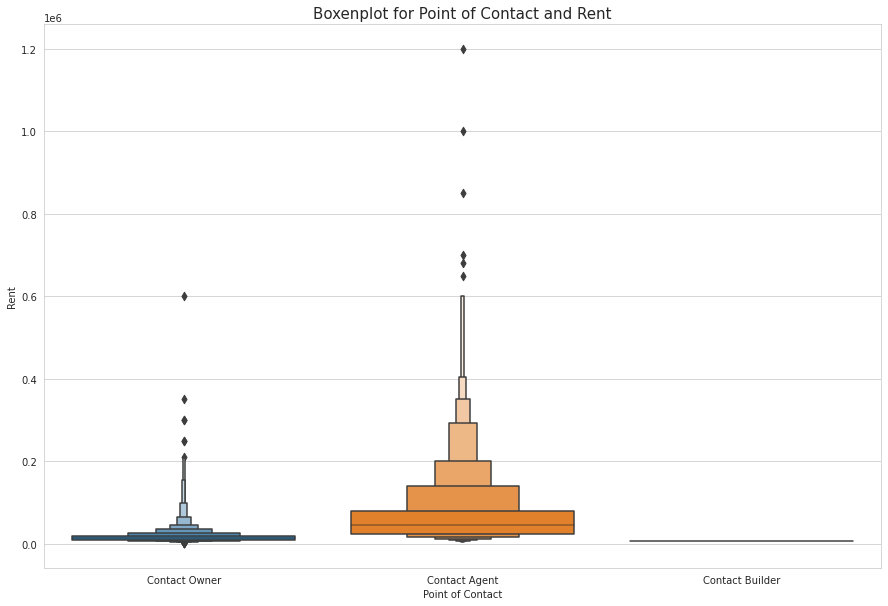 Boxenplot for Point of Contact and Rent
1e6
1.2
1.0
0.8
0.6
0.4
0.2
0.0
Rent
Contact Owner
Contact Agent
Contact Builder
Point of Contact